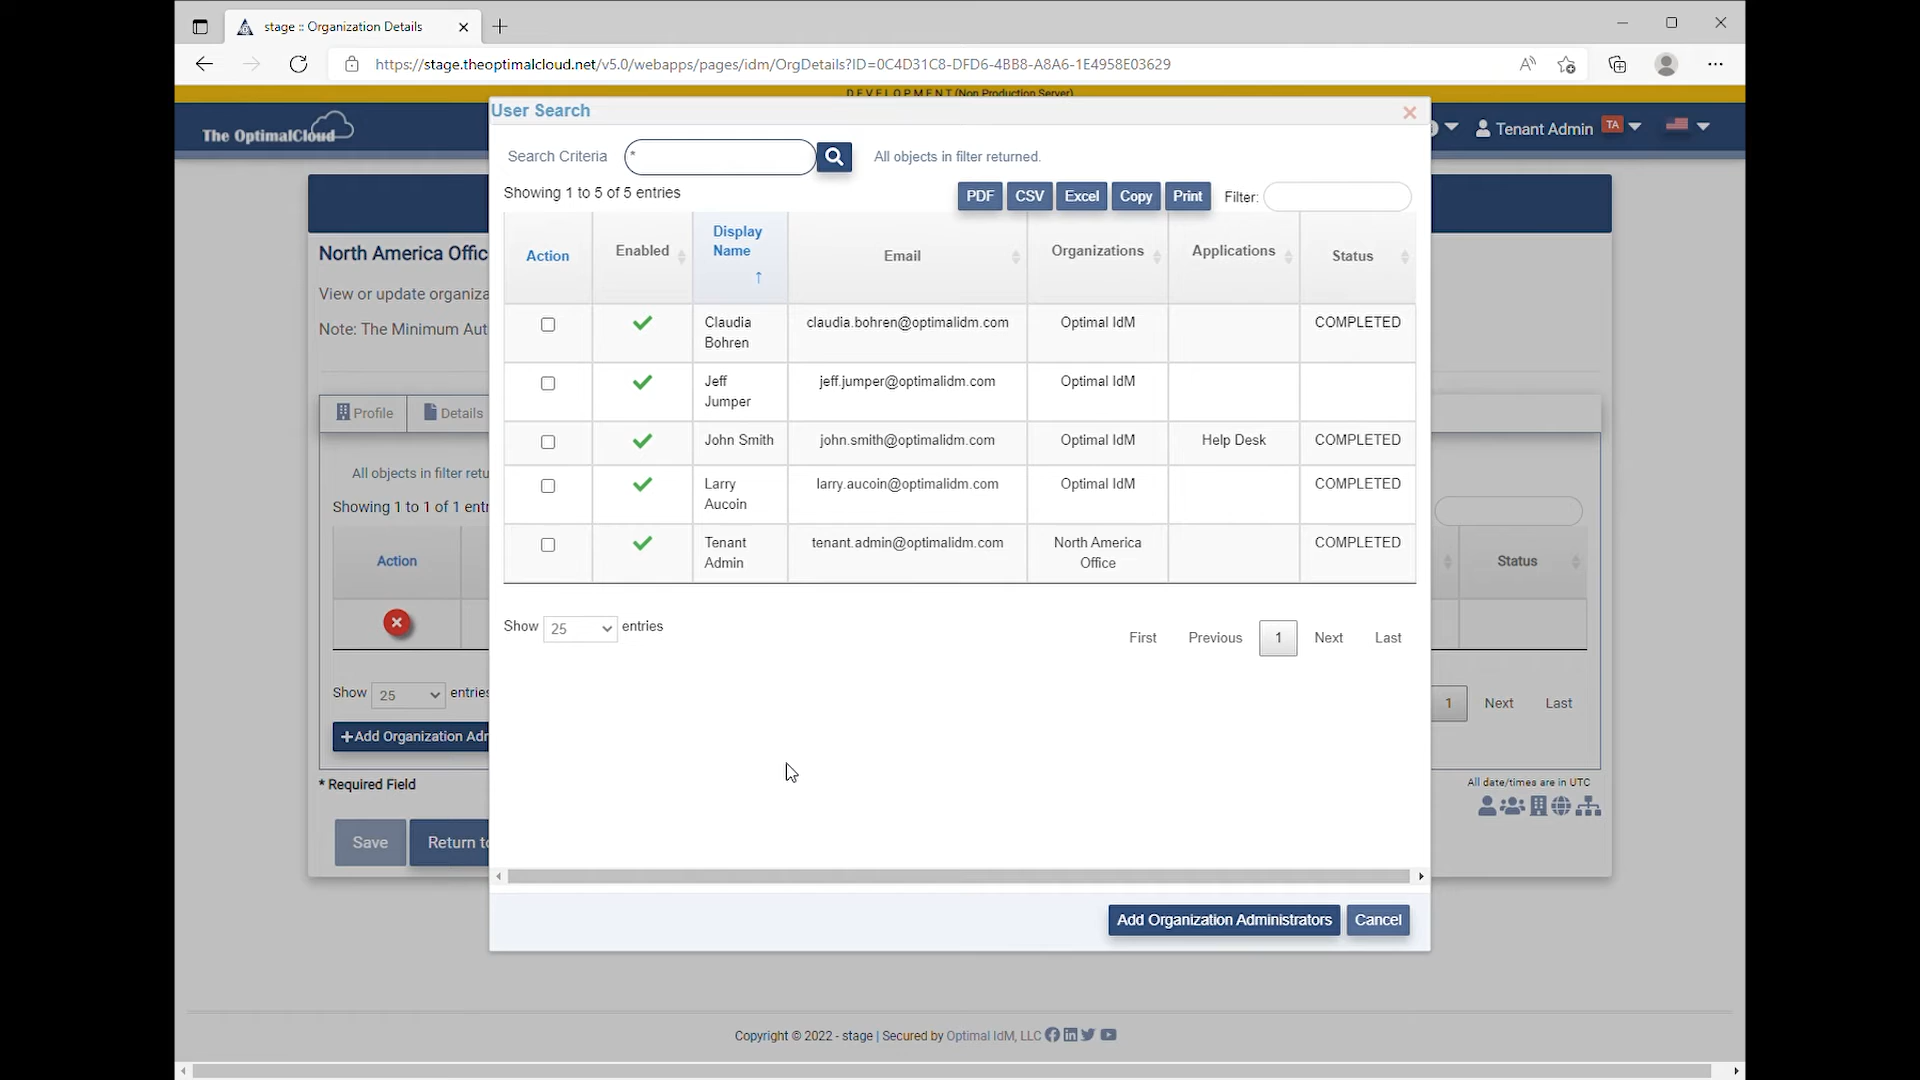 stage :: Organization Details
https://stage.theoptimalcloud.net/v5.0/webapps/pages/idm/OrgDetails?ID=0C4D31C8-DFD6-4BB8-A8A6-1E4958E03629
D E V E L O P M E N T (Non Production Server)
The OptimalCloud
Tenant Admin TA
User Search
Search Criteria * All objects in filter returned.
Showing 1 to 5 of 5 entries PDF CSV Excel Copy Print Filter:
Action Enabled Display Name Email Organizations Applications Status
Claudia Bohren claudia.bohren@optimalidm.com Optimal IdM COMPLETED
Jeff Jumper jeff.jumper@optimalidm.com Optimal IdM
John Smith john.smith@optimalidm.com Optimal IdM Help Desk COMPLETED
Larry Aucoin larry.aucoin@optimalidm.com Optimal IdM COMPLETED
Tenant Admin tenant.admin@optimalidm.com North America Office COMPLETED
Show 25 entries First Previous 1 Next Last
Add Organization Administrators Cancel
North America Offic
View or update organiza
Note: The Minimum Aut
Profile Details
All objects in filter retu
Showing 1 to 1 of 1 entr
Action Status
Show 25 entries 1 Next Last
+Add Organization Adr
* Required Field
All date/times are in UTC
Save Return to
Copyright © 2022 - stage | Secured by Optimal IdM, LLC